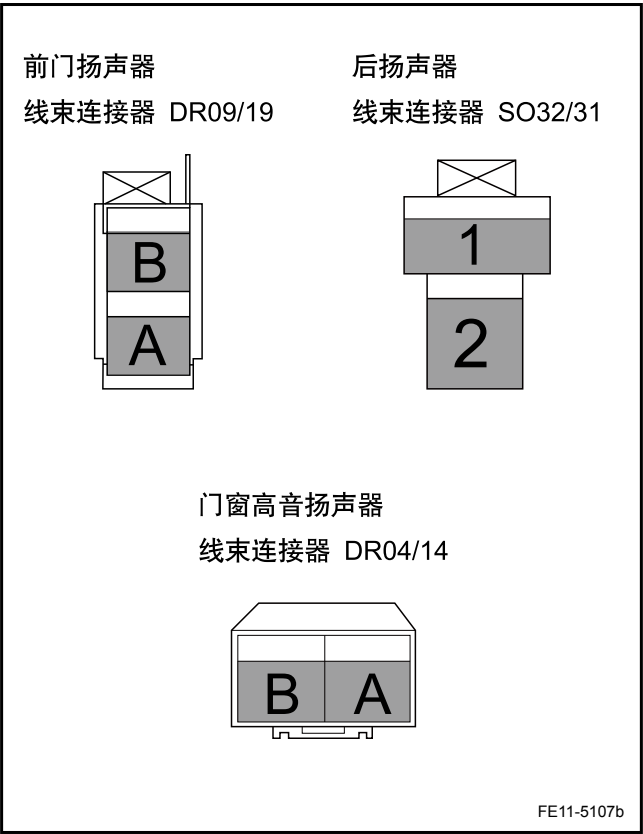 前门扬声器
线束连接器 DR09/19
后扬声器
线束连接器 SO32/31
B
A
1
2
门窗高音扬声器
线束连接器 DR04/14
B A
FE11-5107b